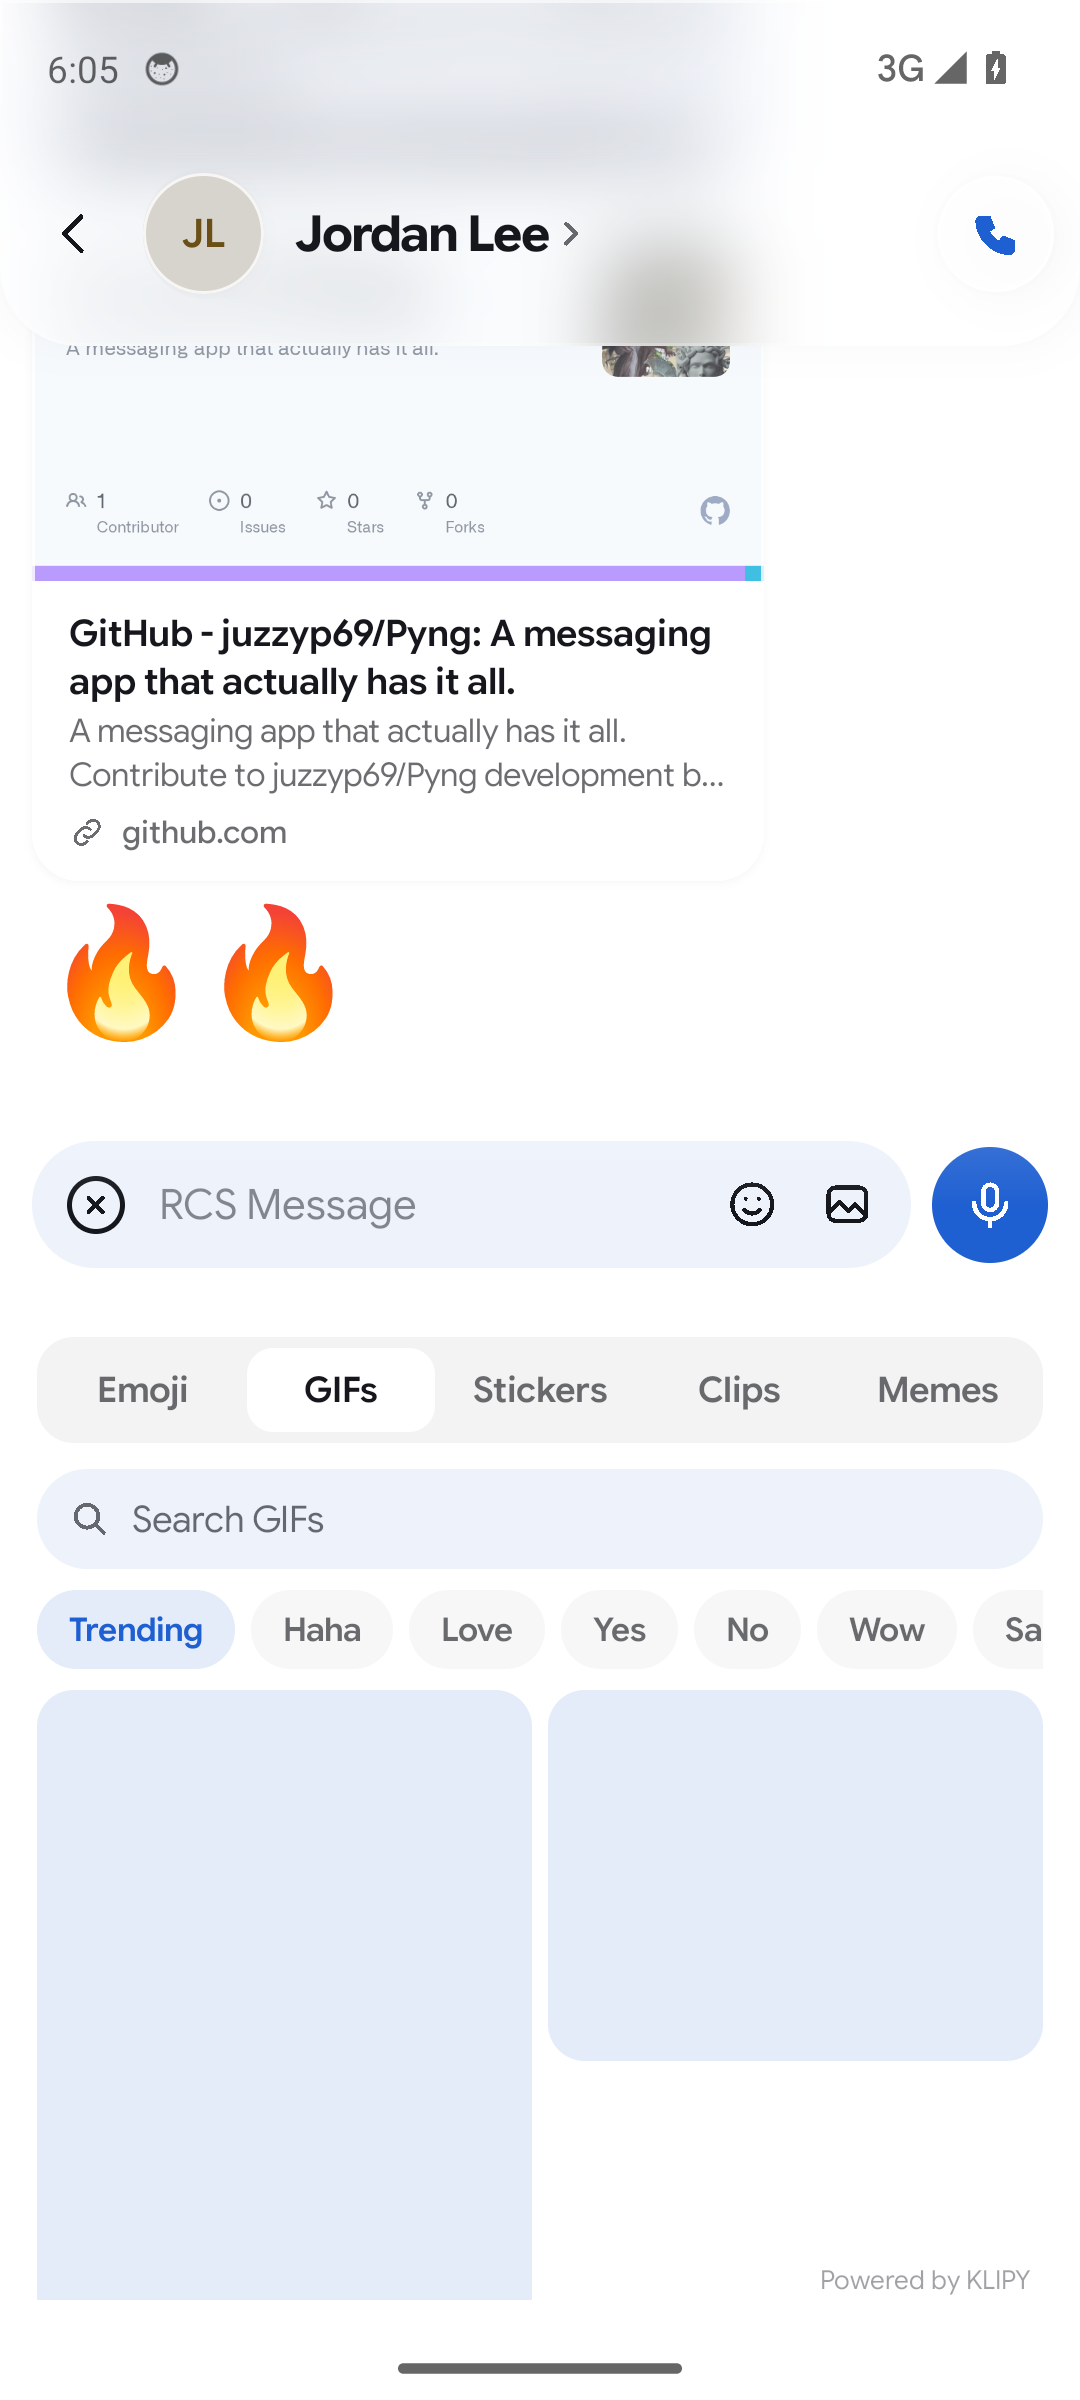 6:05
3G
JL
Jordan Lee
A messaging app that actually has it all.
1
0
0
0
Contributor
Issues
Stars
Forks
GitHub - juzzyp69/Pyng: A messaging
app that actually has it all.
A messaging app that actually has it all.
Contribute to juzzyp69/Pyng development b...
github.com
RCS Message
Emoji
GIFs
Stickers
Clips
Memes
Search GIFs
Trending
Haha
Love
Yes
No
Wow
Sa
Powered by KLIPY